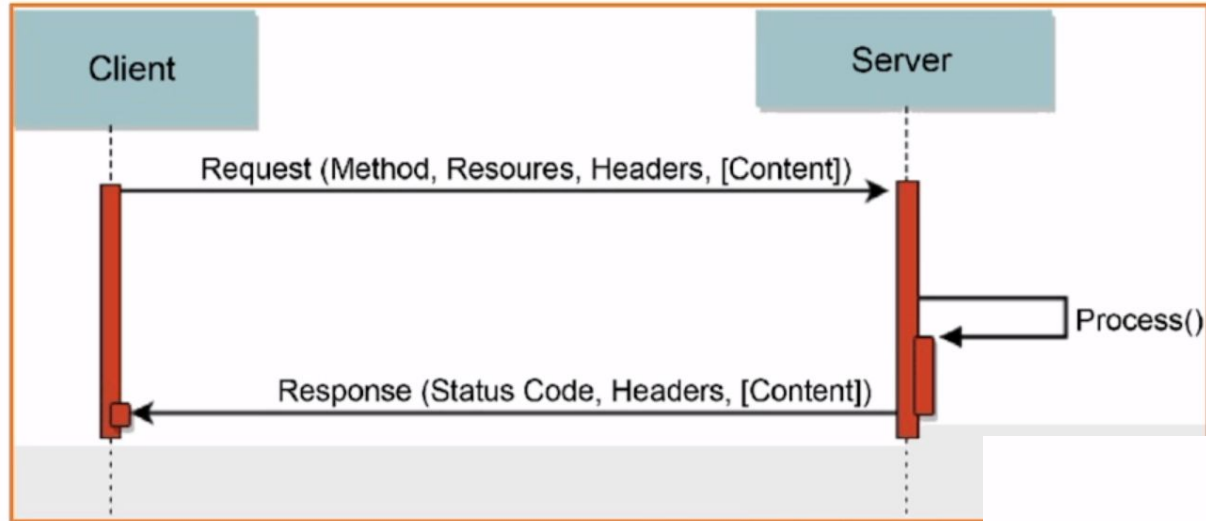 Client
Server
Request (Method, Resoures, Headers, [Content])
Process()
Response (Status Code, Headers, [Content])